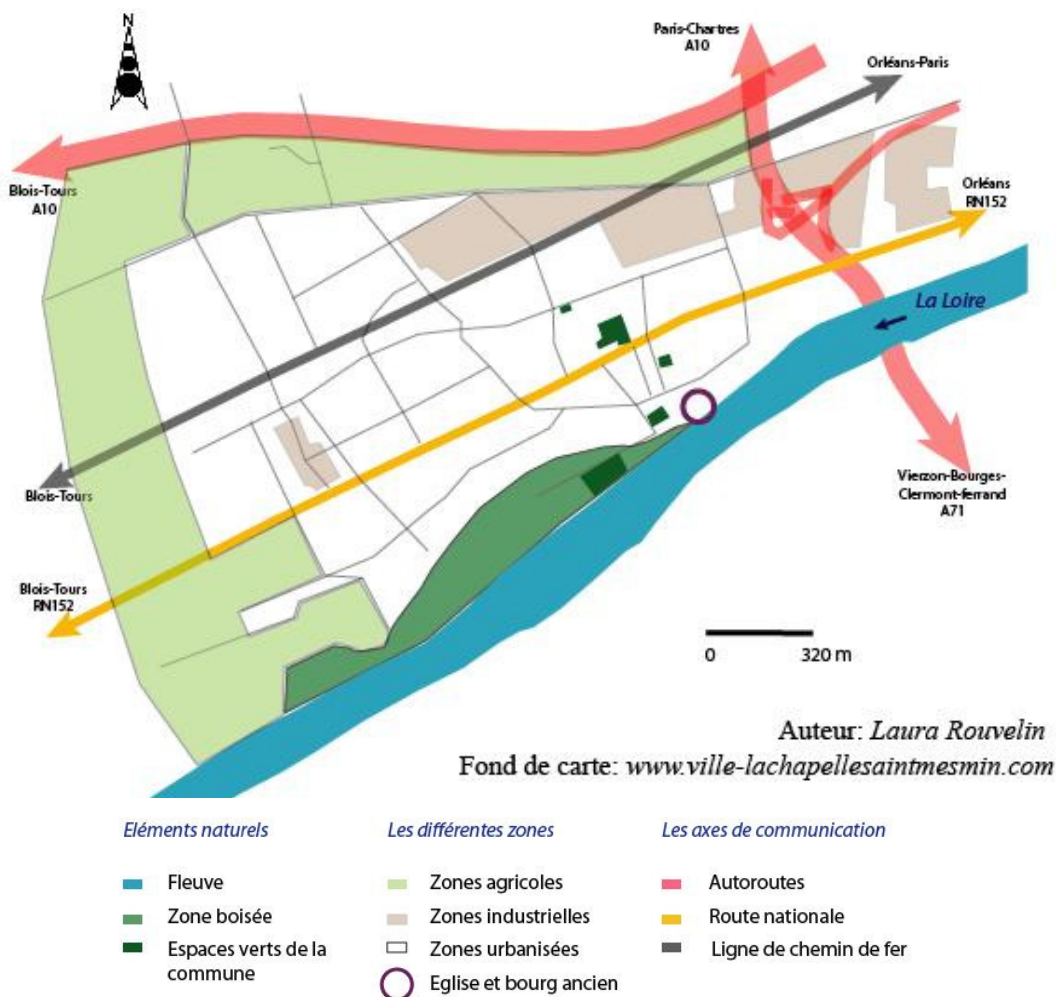 N
Paris-Chartres
A10
Orléans-Paris
Blois-Tours
A10
Orléans
RN152
La Loire
Blois-Tours
Vierzon-Bourges-
Clermont-ferrand
A71
Blois-Tours
RN152
0 320 m
Auteur: Laura Rouvelin
Fond de carte: www.ville-lachapellesaintmesmin.com
Eléments naturels
Fleuve
Zone boisée
Espaces verts de la
commune
Les différentes zones
Zones agricoles
Zones industrielles
Zones urbanisées
Eglise et bourg ancien
Les axes de communication
Autoroutes
Route nationale
Ligne de chemin de fer